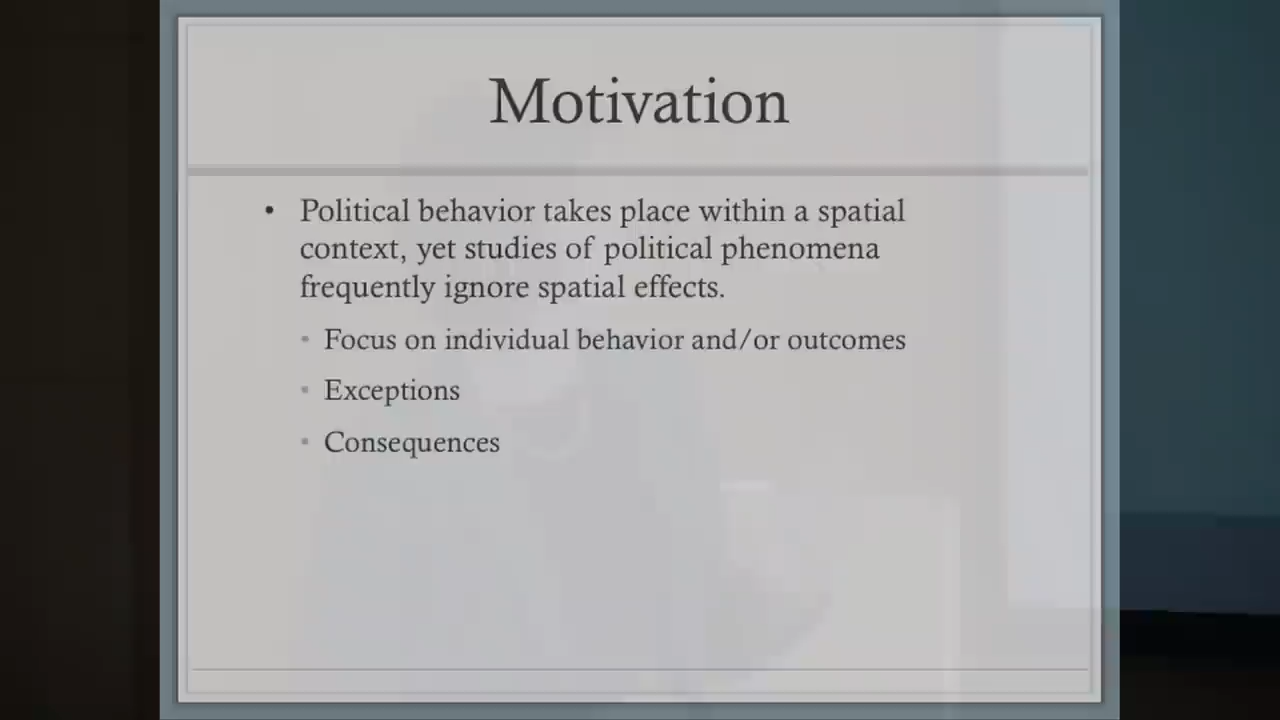 Motivation
• Political behavior takes place within a spatial
context, yet studies of political phenomena
frequently ignore spatial effects.
▪ Focus on individual behavior and/or outcomes
▪ Exceptions
▪ Consequences